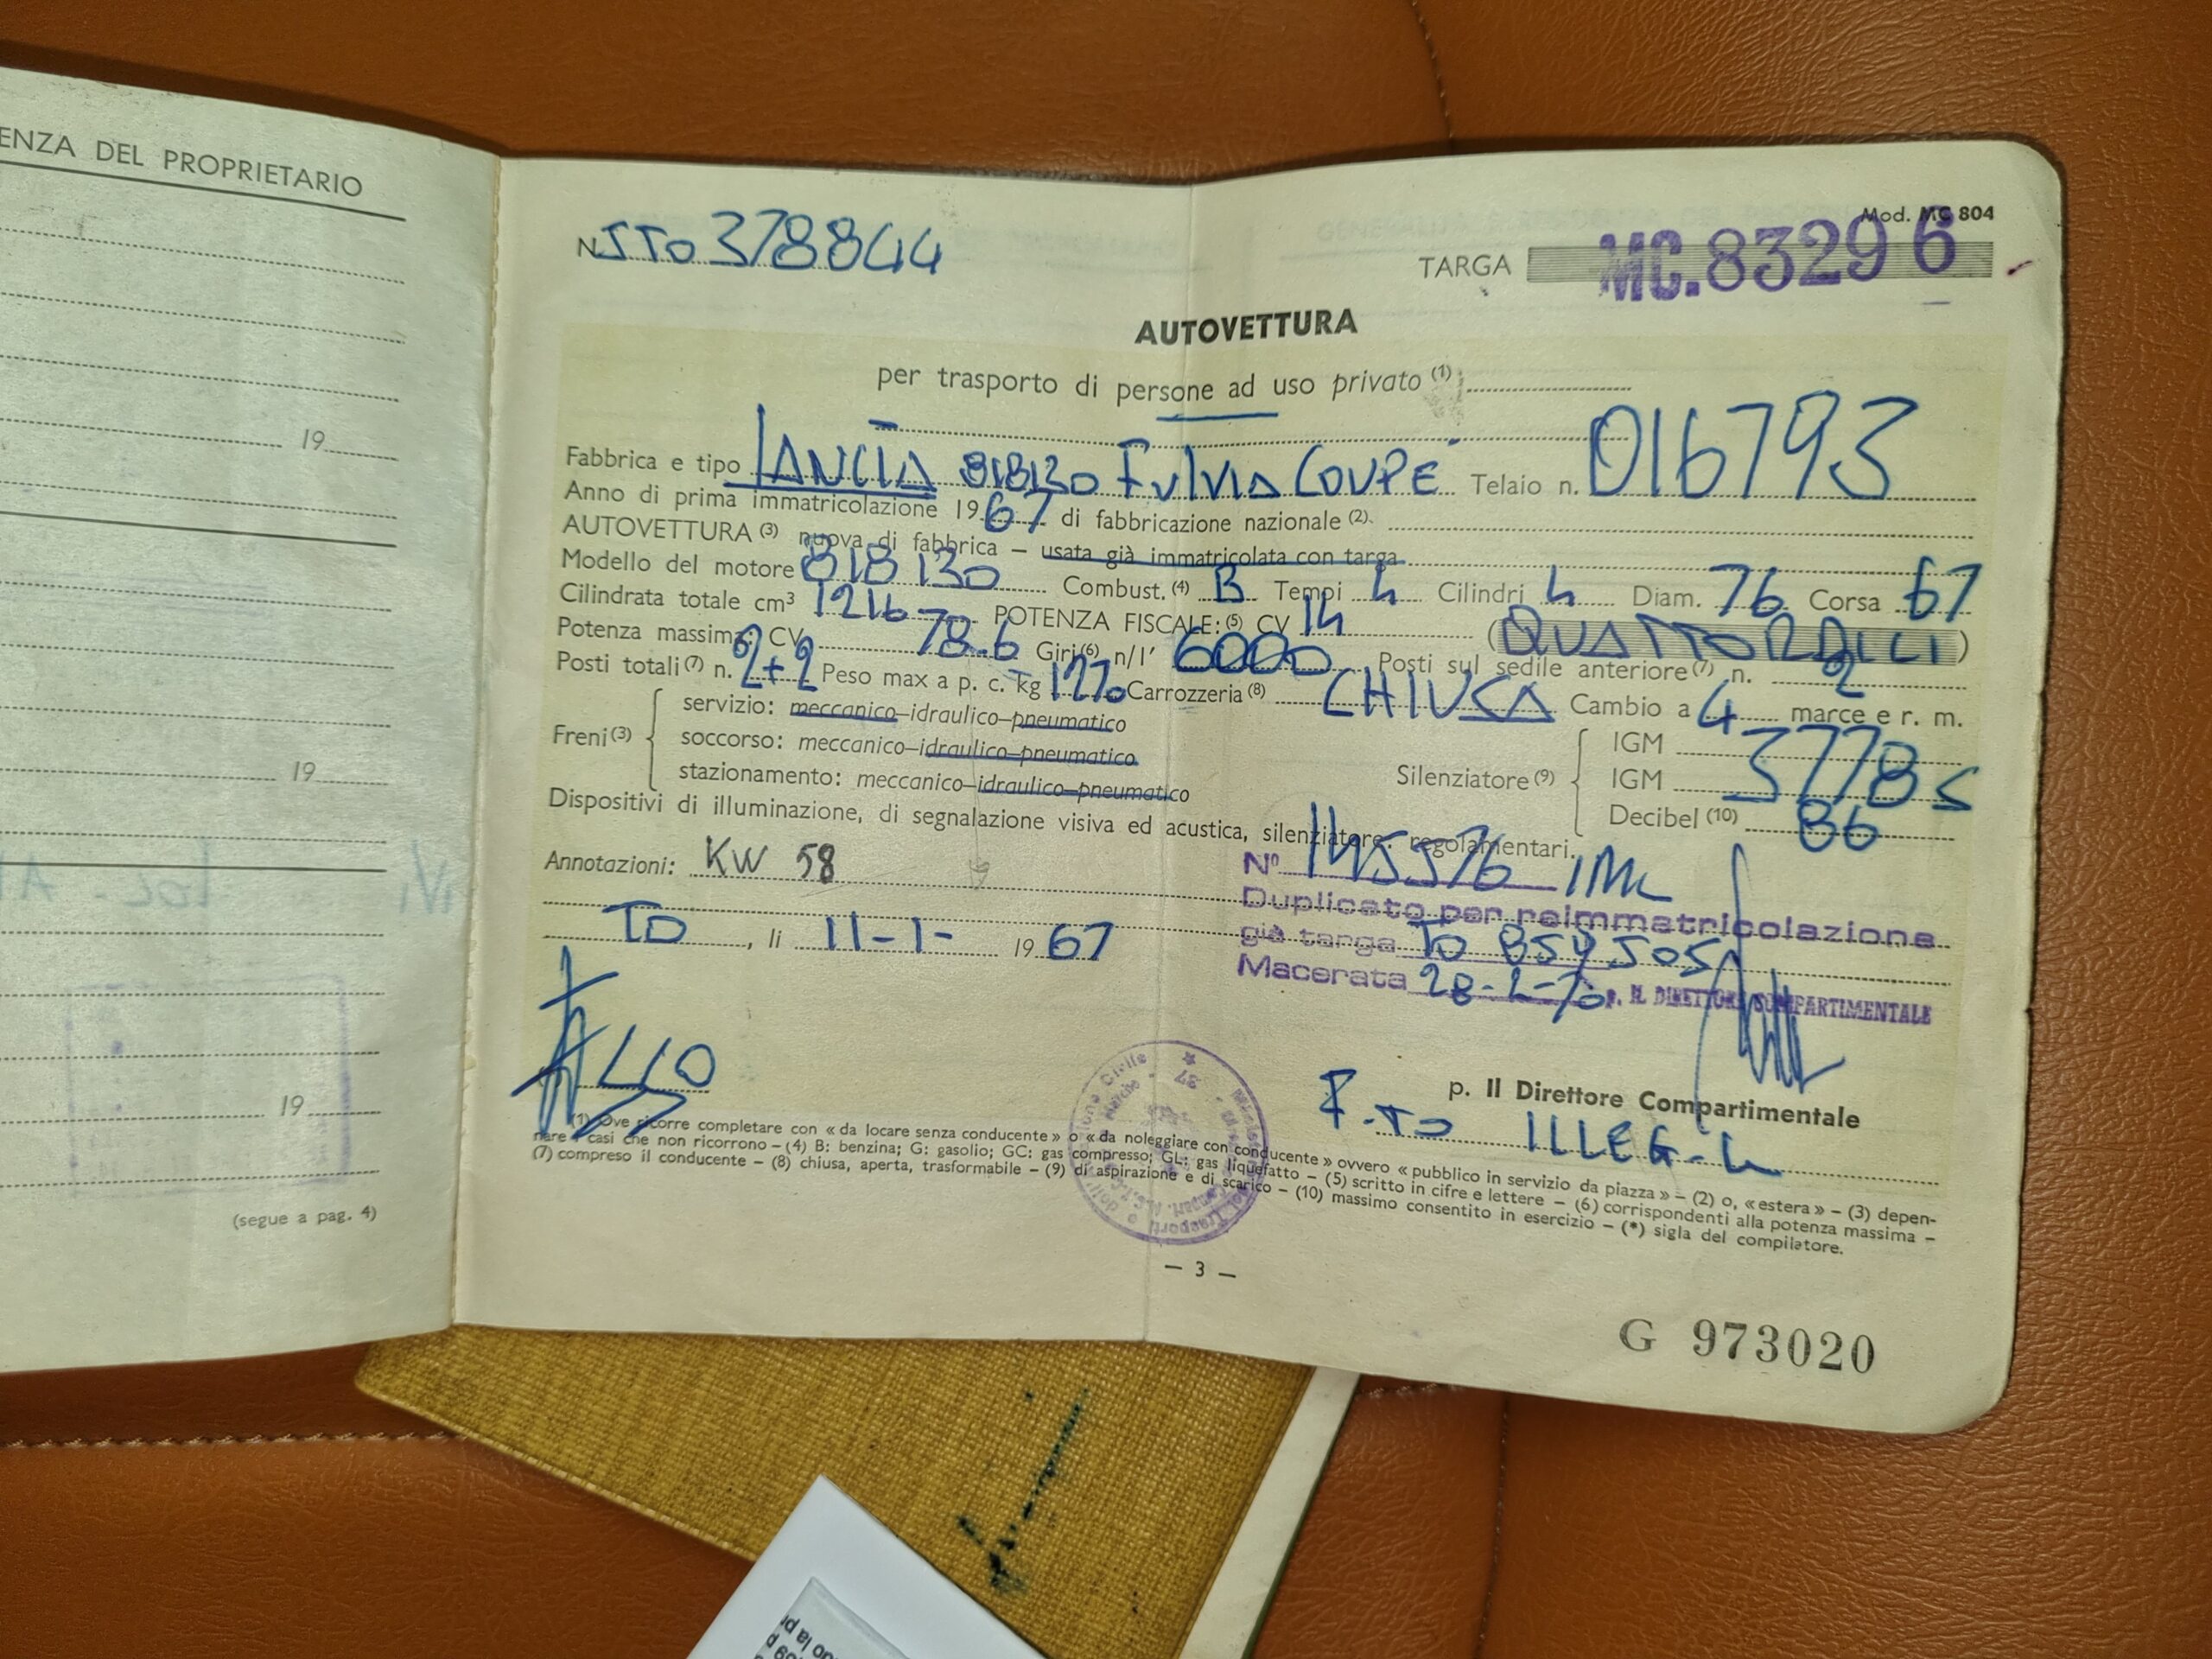 ENZA DEL PROPRIETARIO
19
19
19
(segue a pag. 4)
Mod. MC 804
N. STO 378844
TARGA MC.83296
AUTOVETTURA
per trasporto di persone ad uso privato (1)
Fabbrica e tipo LANCIA 818130 FulVIA COUPE Telaio n. 016793
Anno di prima immatricolazione 1967 di fabbricazione nazionale (2).
AUTOVETTURA (3) nuova di fabbrica – usata già immatricolata con targa
Modello del motore 818130 Combust. (4) B Tempi 4 Cilindri 4 Diam. 76 Corsa 67
Cilindrata totale cm³ 1216 POTENZA FISCALE: (5) CV 14 (QUATTORDICI)
Potenza massima: CV 78.6 Giri (6) n/1' 6000 Posti sul sedile anteriore (7) n. 2
Posti totali (7) n. 2+2 Peso max a p. c. kg 1270 Carrozzeria (8) CHIUSA Cambio a 4 marce e r. m.
Freni (3)
servizio: meccanico–idraulico–pneumatico
soccorso: meccanico–idraulico–pneumatico
stazionamento: meccanico–idraulico–pneumatico
Silenziatore (9)
IGM
IGM 3778 S
Decibel (10) 86
Dispositivi di illuminazione, di segnalazione visiva ed acustica, silenziatore: regolamentari.
Annotazioni: KW 58
TO, li 11-1- 1967
N° 145576
Duplicato per reimmatricolazione
già targa TO 859505
Macerata 28-2-70
p. IL DIRETTORE COMPARTIMENTALE
p. Il Direttore Compartimentale
F.TO ILLEG.
(1) Ove ricorre completare con « da locare senza conducente » o « da noleggiare con conducente » ovvero « pubblico in servizio da piazza » – (2) o, « estera » – (3) depen-
nare i casi che non ricorrono – (4) B: benzina; G: gasolio; GC: gas compresso; GL: gas liquefatto – (5) scritto in cifre e lettere – (6) corrispondenti alla potenza massima –
(7) compreso il conducente – (8) chiusa, aperta, trasformabile – (9) di aspirazione e di scarico – (10) massimo consentito in esercizio – (*) sigla del compilatore.
— 3 —
G 973020